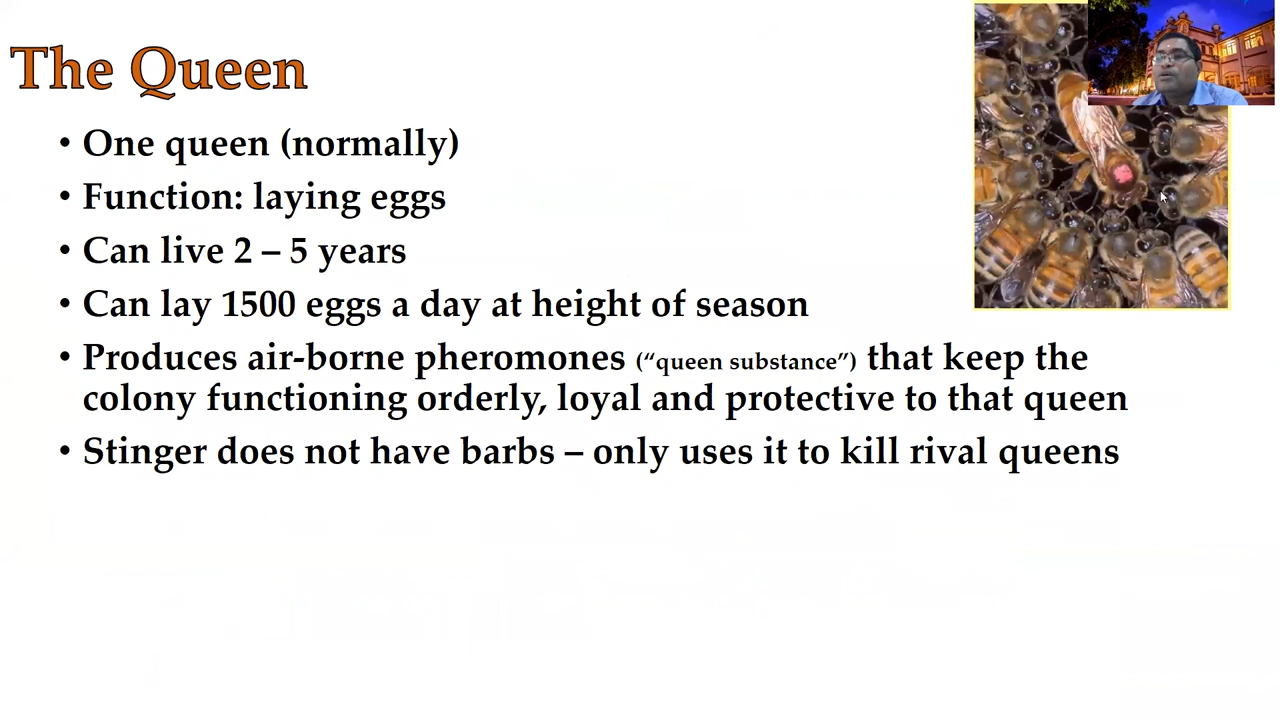 The Queen
• One queen (normally)
• Function: laying eggs
• Can live 2 – 5 years
• Can lay 1500 eggs a day at height of season
• Produces air-borne pheromones (“queen substance”) that keep the
colony functioning orderly, loyal and protective to that queen
• Stinger does not have barbs – only uses it to kill rival queens